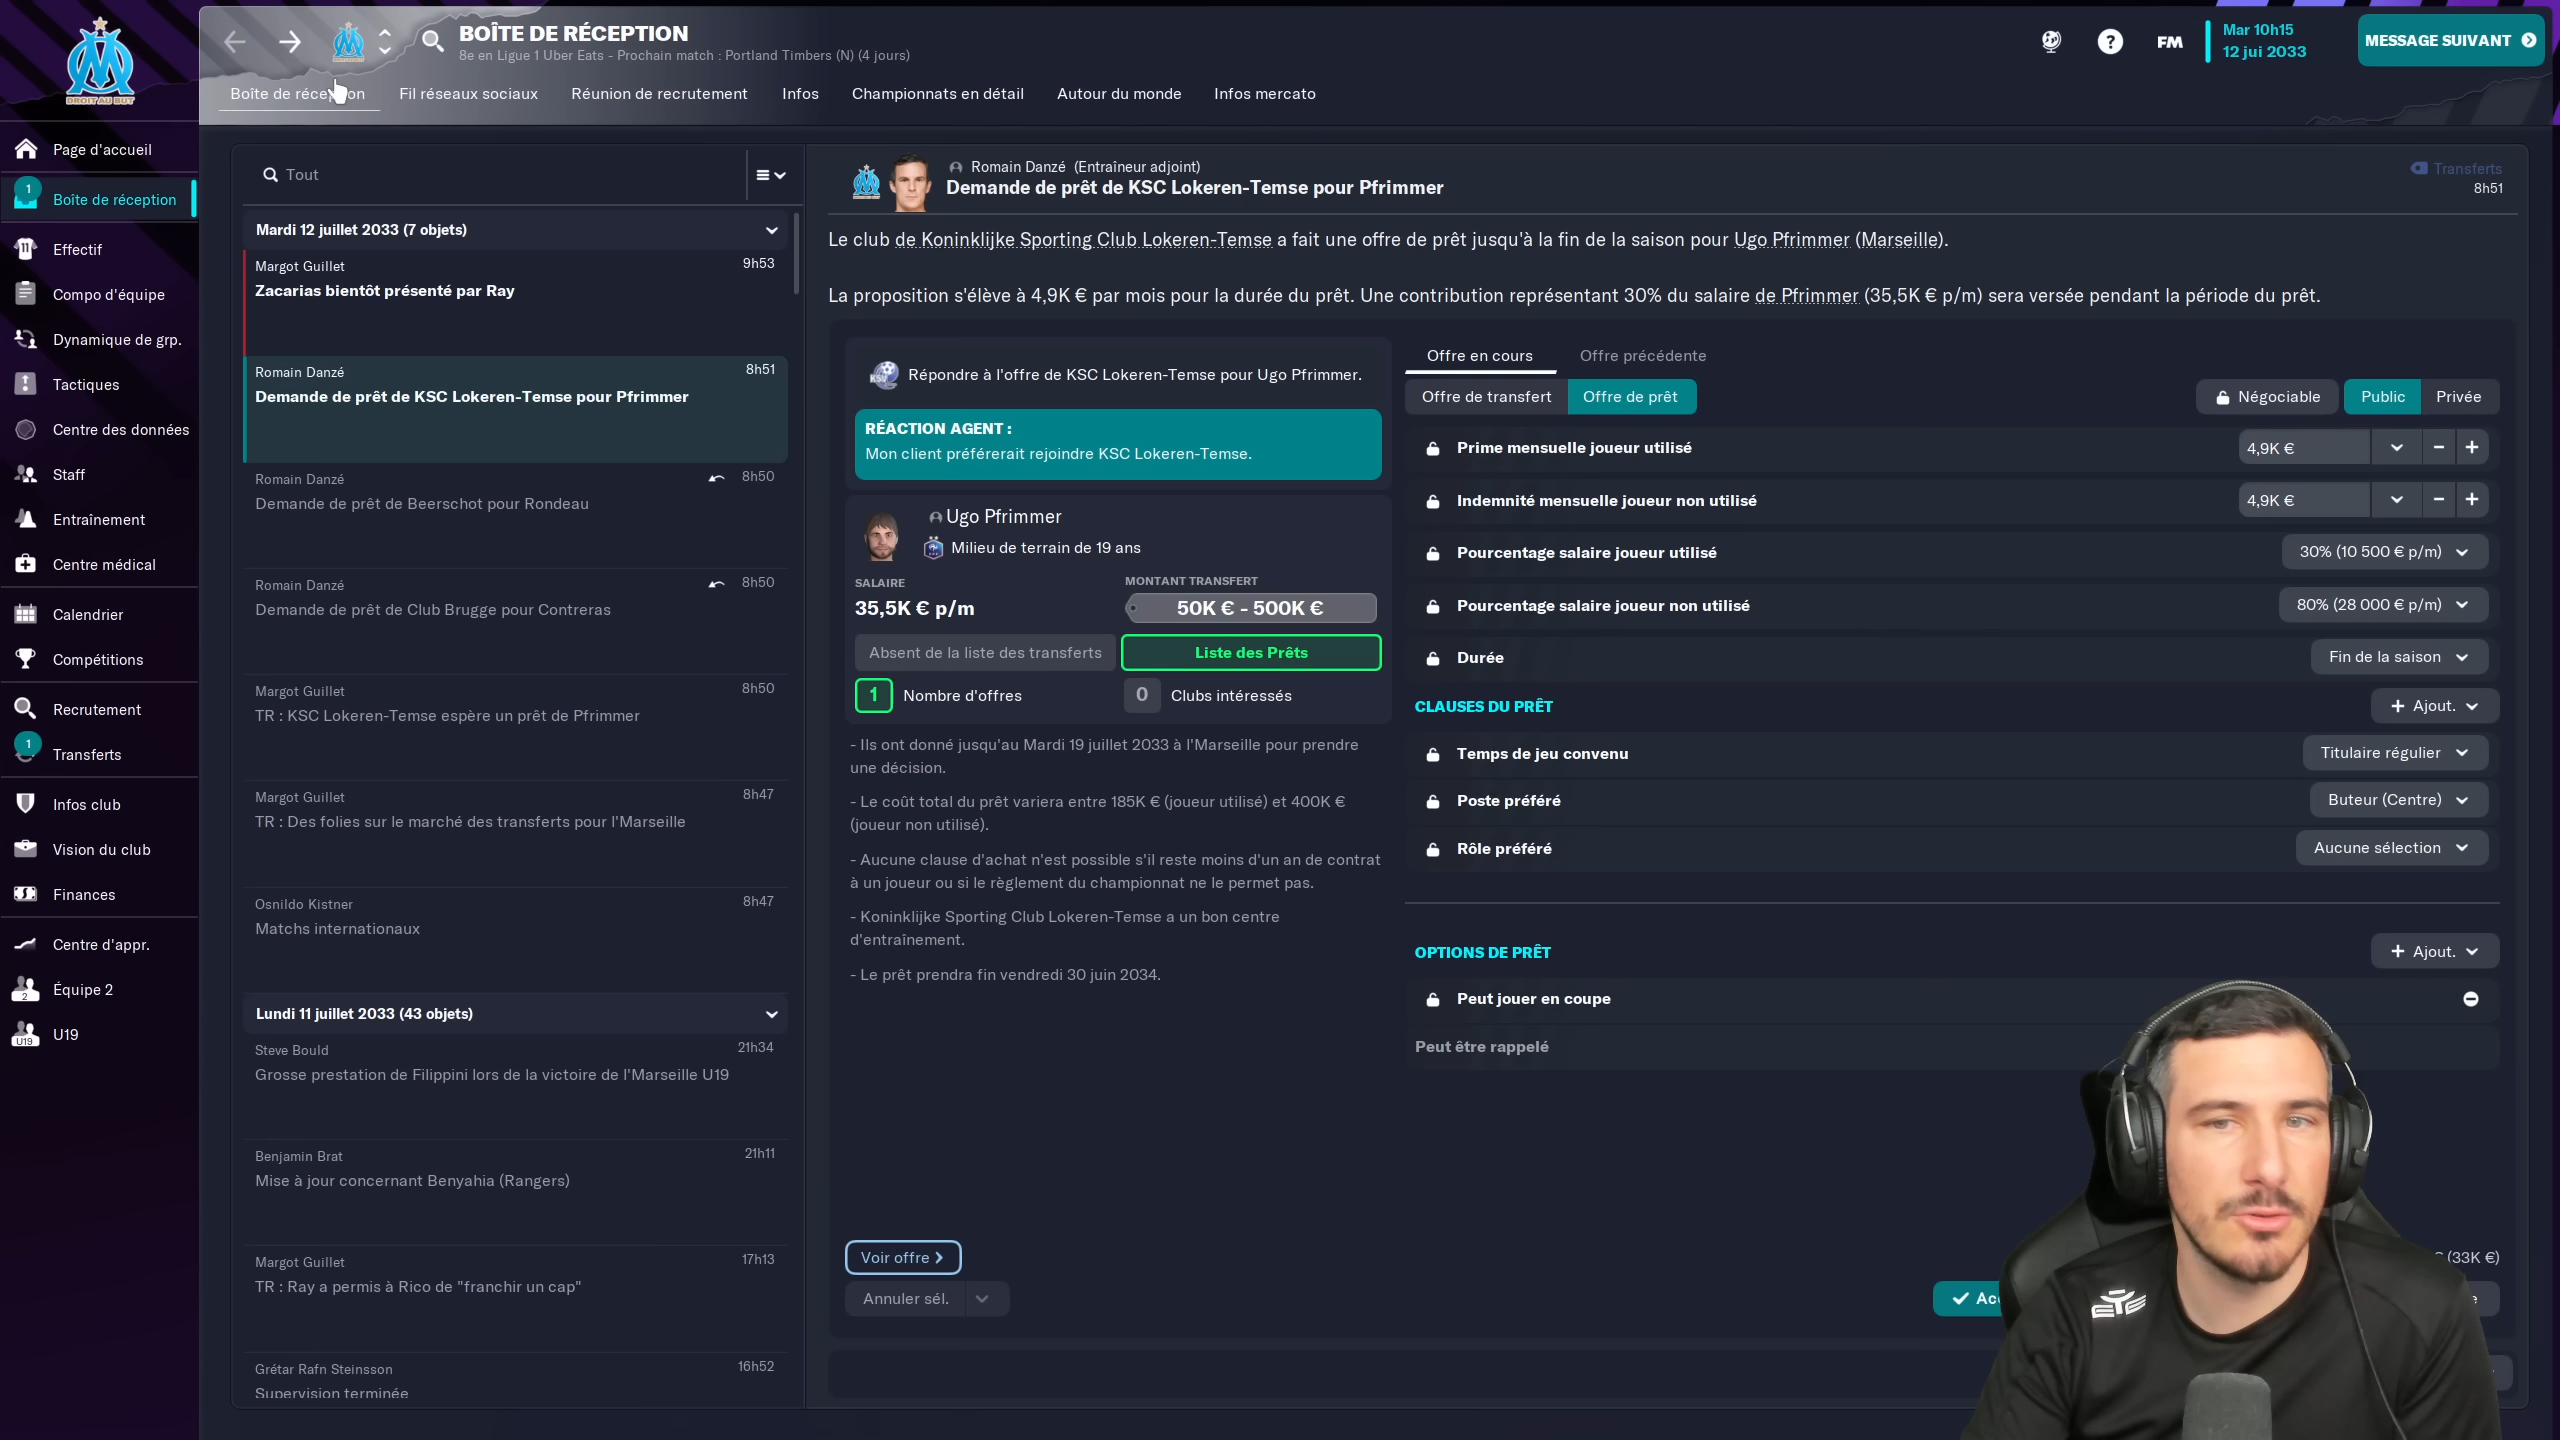 DROIT AU BUT
BOÎTE DE RÉCEPTION
8e en Ligue 1 Uber Eats - Prochain match : Portland Timbers (N) (4 jours)
FM
Mar 10h15
12 jui 2033
MESSAGE SUIVANT
Boîte de réception
Fil réseaux sociaux
Réunion de recrutement
Infos
Championnats en détail
Autour du monde
Infos mercato
Page d'accueil
1
Boîte de réception
Effectif
Compo d'équipe
Dynamique de grp.
Tactiques
Centre des données
Staff
Entraînement
Centre médical
Calendrier
Compétitions
Recrutement
1
Transferts
Infos club
Vision du club
Finances
Centre d'appr.
2
Équipe 2
U19
U19
Tout
Mardi 12 juillet 2033 (7 objets)
Margot Guillet 9h53
Zacarias bientôt présenté par Ray
Romain Danzé 8h51
Demande de prêt de KSC Lokeren-Temse pour Pfrimmer
Romain Danzé 8h50
Demande de prêt de Beerschot pour Rondeau
Romain Danzé 8h50
Demande de prêt de Club Brugge pour Contreras
Margot Guillet 8h50
TR : KSC Lokeren-Temse espère un prêt de Pfrimmer
Margot Guillet 8h47
TR : Des folies sur le marché des transferts pour l'Marseille
Osnildo Kistner 8h47
Matchs internationaux
Lundi 11 juillet 2033 (43 objets)
Steve Bould 21h34
Grosse prestation de Filippini lors de la victoire de l'Marseille U19
Benjamin Brat 21h11
Mise à jour concernant Benyahia (Rangers)
Margot Guillet 17h13
TR : Ray a permis à Rico de "franchir un cap"
Grétar Rafn Steinsson 16h52
Supervision terminée
Romain Danzé (Entraîneur adjoint)
Demande de prêt de KSC Lokeren-Temse pour Pfrimmer
Transferts
8h51
Le club de Koninklijke Sporting Club Lokeren-Temse a fait une offre de prêt jusqu'à la fin de la saison pour Ugo Pfrimmer (Marseille).
La proposition s'élève à 4,9K € par mois pour la durée du prêt. Une contribution représentant 30% du salaire de Pfrimmer (35,5K € p/m) sera versée pendant la période du prêt.
Répondre à l'offre de KSC Lokeren-Temse pour Ugo Pfrimmer.
RÉACTION AGENT :
Mon client préférerait rejoindre KSC Lokeren-Temse.
Ugo Pfrimmer
Milieu de terrain de 19 ans
SALAIRE
35,5K € p/m
MONTANT TRANSFERT
50K € - 500K €
Absent de la liste des transferts
Liste des Prêts
1 Nombre d'offres
0 Clubs intéressés
- Ils ont donné jusqu'au Mardi 19 juillet 2033 à l'Marseille pour prendre
une décision.
- Le coût total du prêt variera entre 185K € (joueur utilisé) et 400K €
(joueur non utilisé).
- Aucune clause d'achat n'est possible s'il reste moins d'un an de contrat
à un joueur ou si le règlement du championnat ne le permet pas.
- Koninklijke Sporting Club Lokeren-Temse a un bon centre
d'entraînement.
- Le prêt prendra fin vendredi 30 juin 2034.
Voir offre
Annuler sél.
Offre en cours
Offre précédente
Offre de transfert
Offre de prêt
Négociable
Public
Privée
Prime mensuelle joueur utilisé 4,9K €
Indemnité mensuelle joueur non utilisé 4,9K €
Pourcentage salaire joueur utilisé 30% (10 500 € p/m)
Pourcentage salaire joueur non utilisé 80% (28 000 € p/m)
Durée Fin de la saison
CLAUSES DU PRÊT + Ajout.
Temps de jeu convenu Titulaire régulier
Poste préféré Buteur (Centre)
Rôle préféré Aucune sélection
OPTIONS DE PRÊT + Ajout.
Peut jouer en coupe
Peut être rappelé
(33K €)